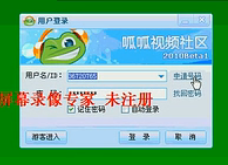 用户登录
呱呱视频社区
2010Beta1
用户名/ID:
申请号码
屏幕录像专家 未注册
找回密码
记住密码
自动登录
游客进入
登 录
取 消